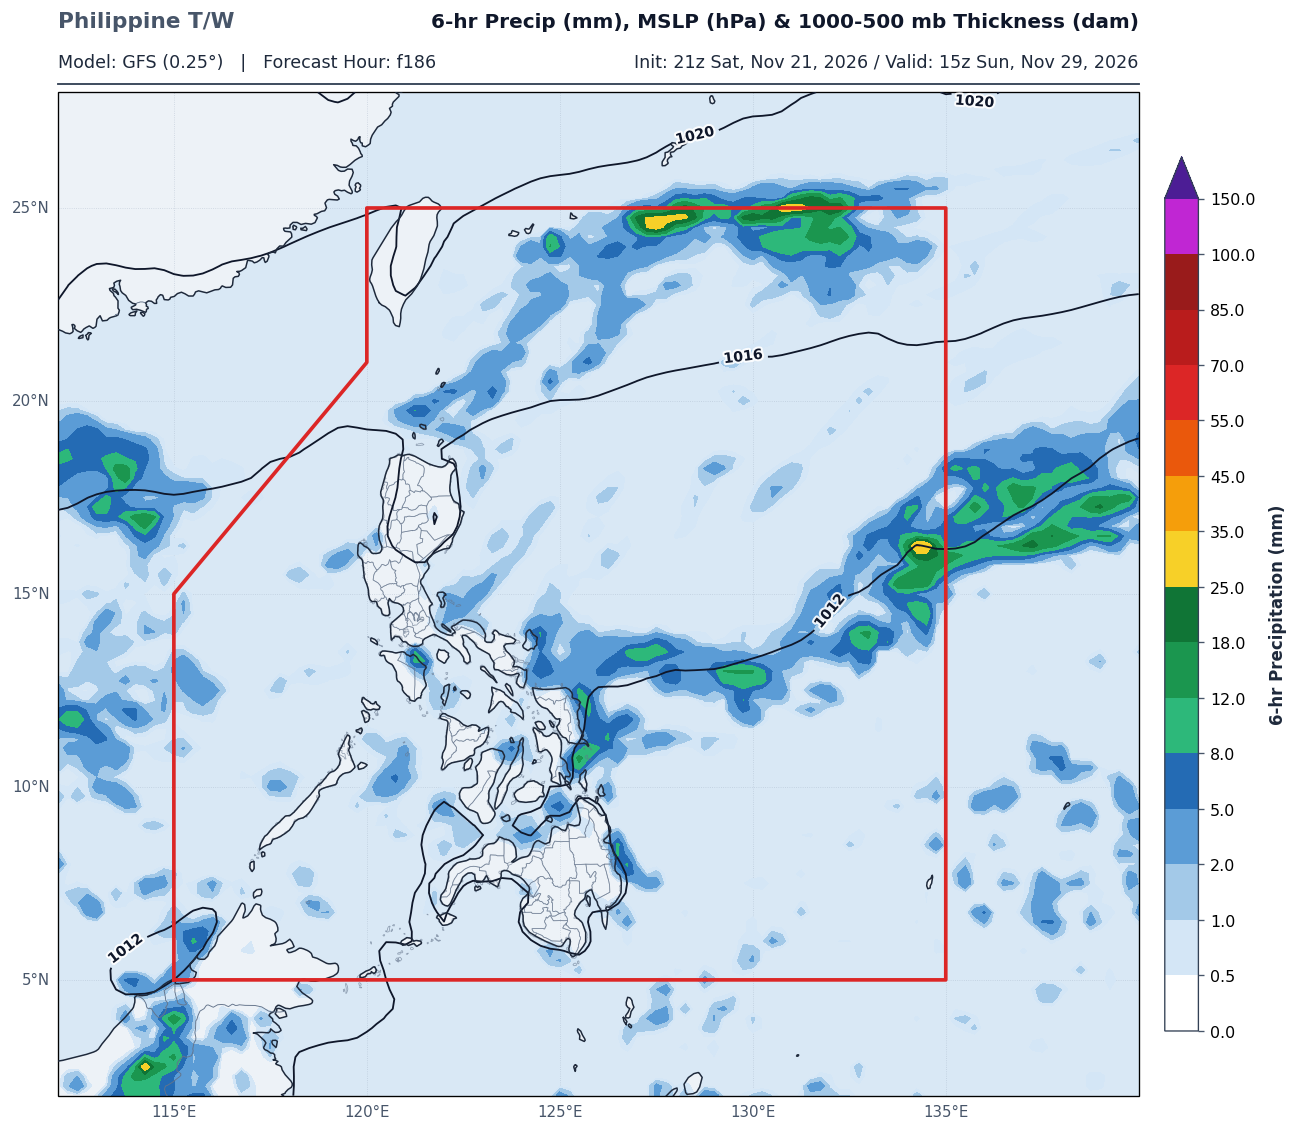 Philippine T/W
6-hr Precip (mm), MSLP (hPa) & 1000-500 mb Thickness (dam)
Model: GFS (0.25°) | Forecast Hour: f186
Init: 21z Sat, Nov 21, 2026 / Valid: 15z Sun, Nov 29, 2026
1020
1020
1016
1012
1012
25°N
20°N
15°N
10°N
5°N
115°E
120°E
125°E
130°E
135°E
150.0
100.0
85.0
70.0
55.0
45.0
35.0
25.0
18.0
12.0
8.0
5.0
2.0
1.0
0.5
0.0
6-hr Precipitation (mm)